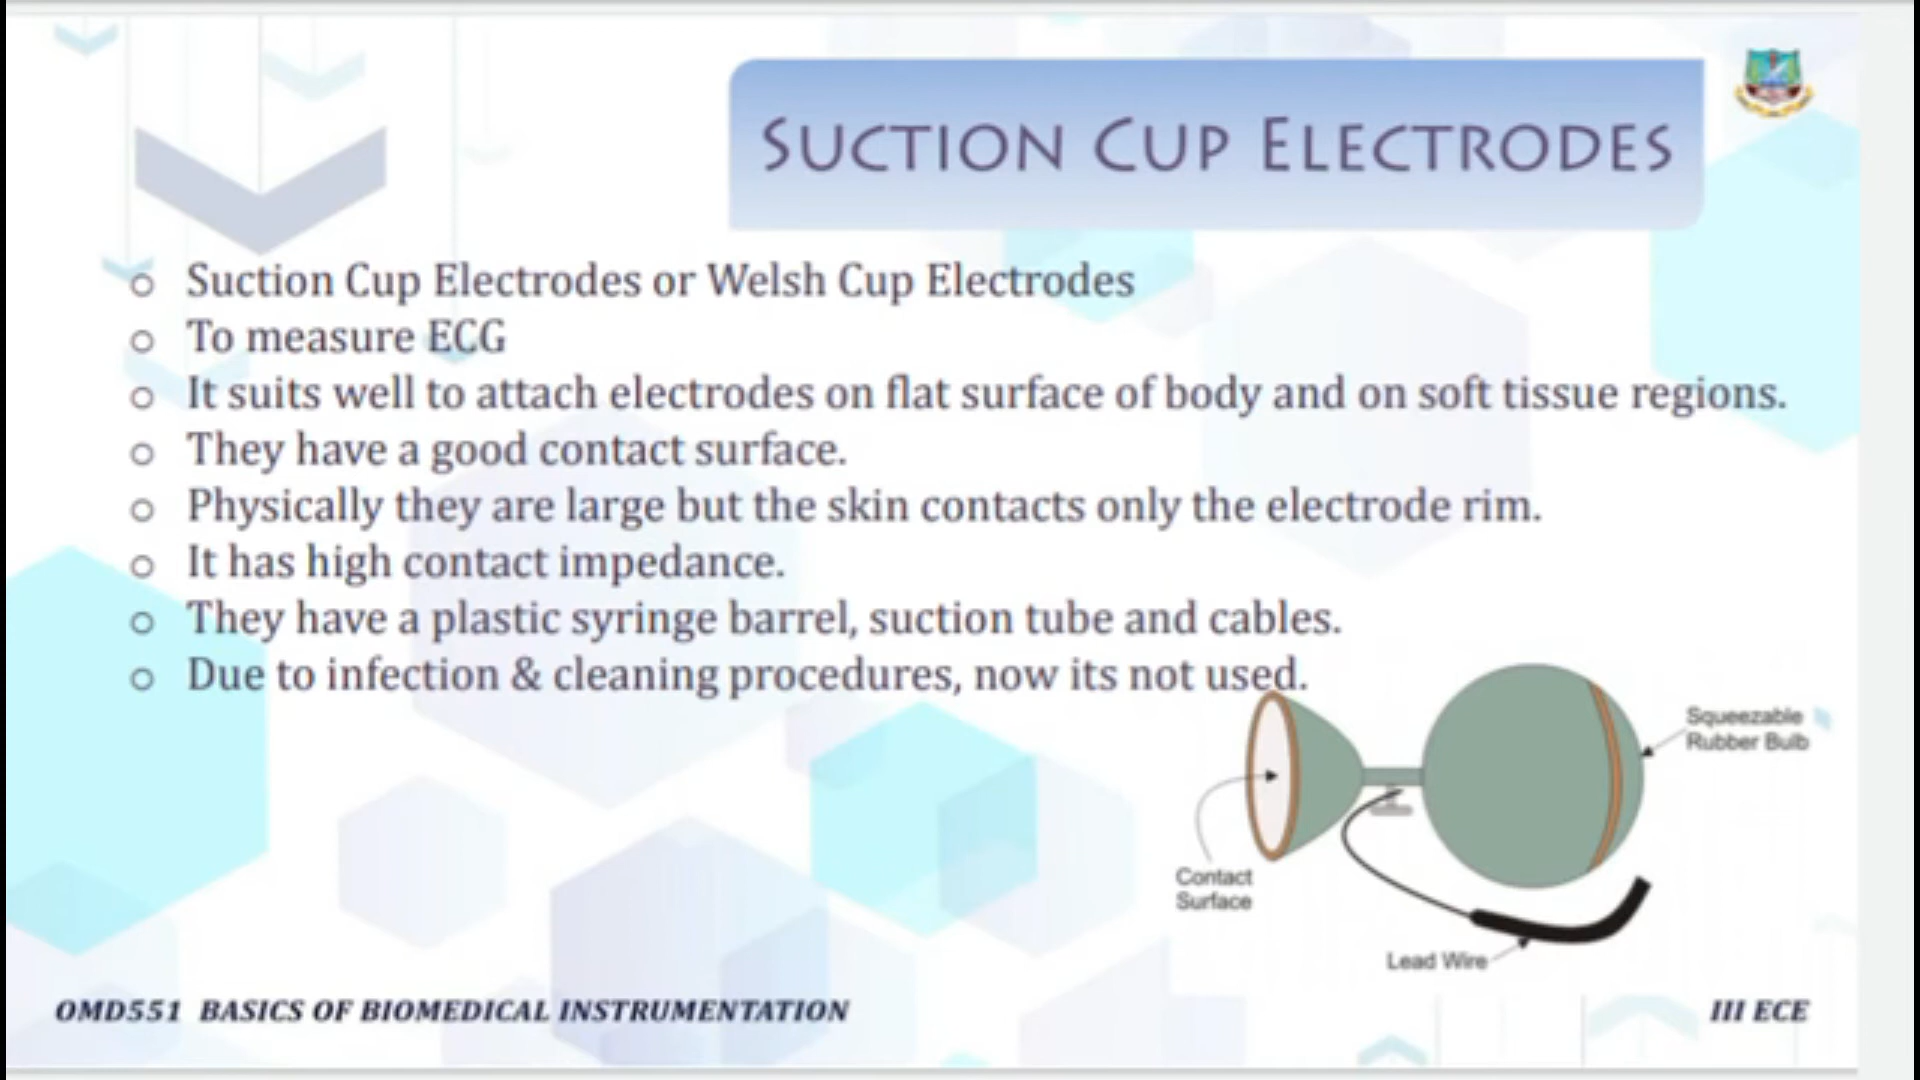 SUCTION CUP ELECTRODES
Suction Cup Electrodes or Welsh Cup Electrodes
To measure ECG
It suits well to attach electrodes on flat surface of body and on soft tissue regions.
They have a good contact surface.
Physically they are large but the skin contacts only the electrode rim.
It has high contact impedance.
They have a plastic syringe barrel, suction tube and cables.
Due to infection & cleaning procedures, now its not used.
Squeezable
Rubber Bulb
Contact
Surface
Lead Wire
OMD551 BASICS OF BIOMEDICAL INSTRUMENTATION
III ECE